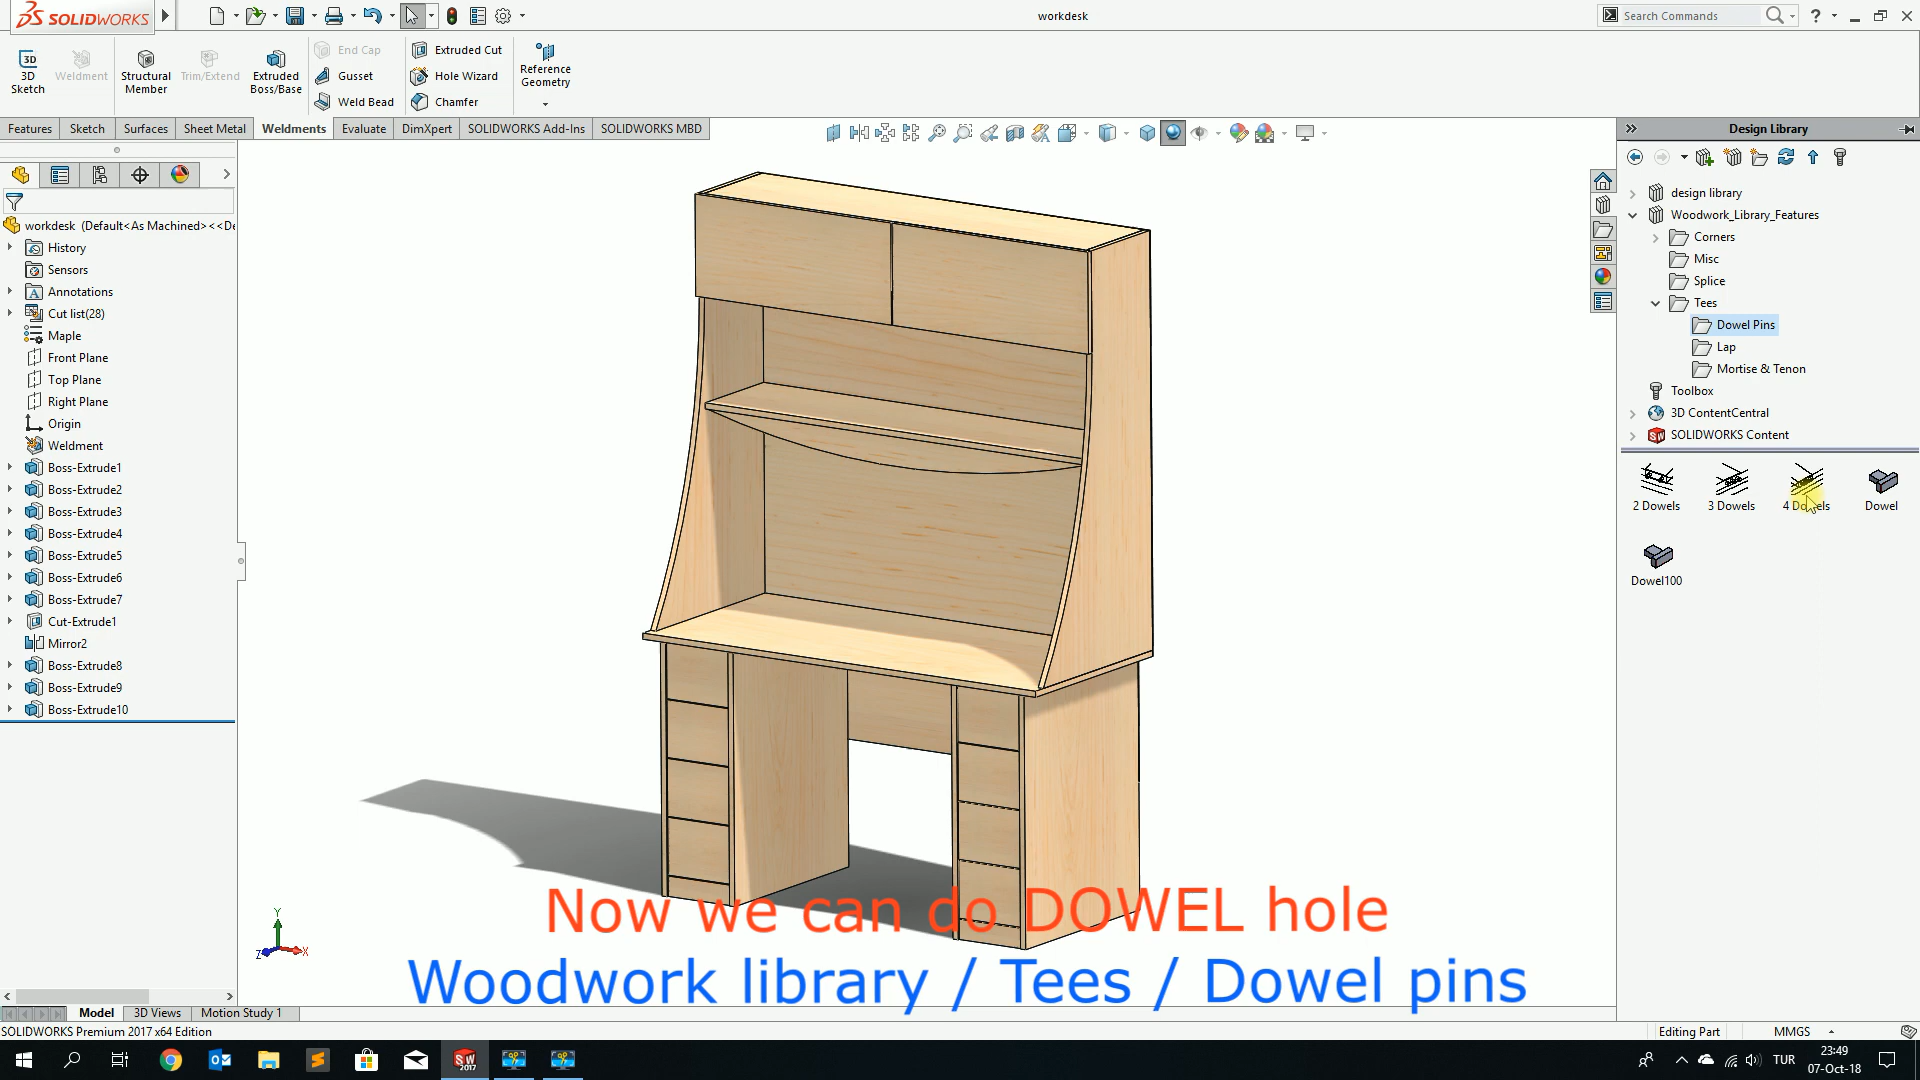 SOLIDWORKS
workdesk
Search Commands
3D Sketch
Weldment
Structural Member
Trim/Extend
Extruded Boss/Base
End Cap
Gusset
Weld Bead
Extruded Cut
Hole Wizard
Chamfer
Reference Geometry
Features
Sketch
Surfaces
Sheet Metal
Weldments
Evaluate
DimXpert
SOLIDWORKS Add-Ins
SOLIDWORKS MBD
workdesk (Default<As Machined><<De
History
Sensors
Annotations
Cut list(28)
Maple
Front Plane
Top Plane
Right Plane
Origin
Weldment
Boss-Extrude1
Boss-Extrude2
Boss-Extrude3
Boss-Extrude4
Boss-Extrude5
Boss-Extrude6
Boss-Extrude7
Cut-Extrude1
Mirror2
Boss-Extrude8
Boss-Extrude9
Boss-Extrude10
Design Library
design library
Woodwork_Library_Features
Corners
Misc
Splice
Tees
Dowel Pins
Lap
Mortise & Tenon
Toolbox
3D ContentCentral
SOLIDWORKS Content
2 Dowels
3 Dowels
4 Dowels
Dowel
Dowel100
Now we can do DOWEL hole
Woodwork library / Tees / Dowel pins
Y
Z
X
Model
3D Views
Motion Study 1
SOLIDWORKS Premium 2017 x64 Edition
Editing Part
MMGS
TUR
23:49
07-Oct-18